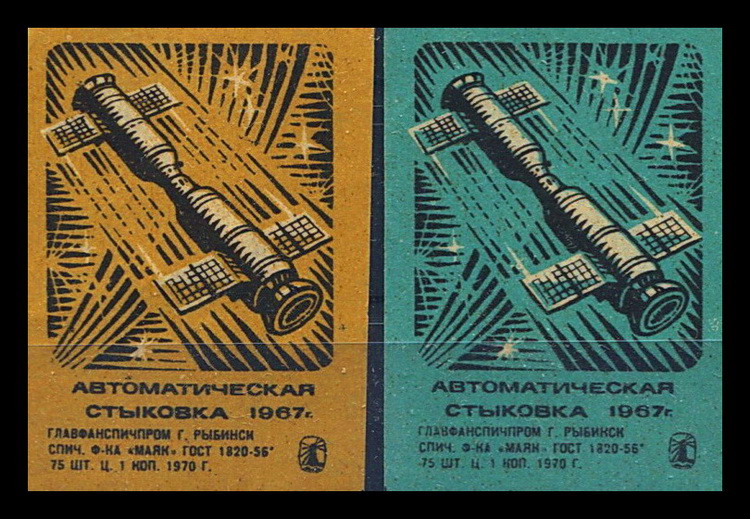 АВТОМАТИЧЕСКАЯ
СТЫКОВКА 1967г.
ГЛАВФАНСПИЧПРОМ Г. РЫБИНСК
СПИЧ. Ф-КА «МАЯК» ГОСТ 1820-56*
75 ШТ. Ц. 1 КОП. 1970 Г.
АВТОМАТИЧЕСКАЯ
СТЫКОВКА 1967г.
ГЛАВФАНСПИЧПРОМ Г. РЫБИНСК
СПИЧ. Ф-КА «МАЯК» ГОСТ 1820-56*
75 ШТ. Ц. 1 КОП. 1970 Г.